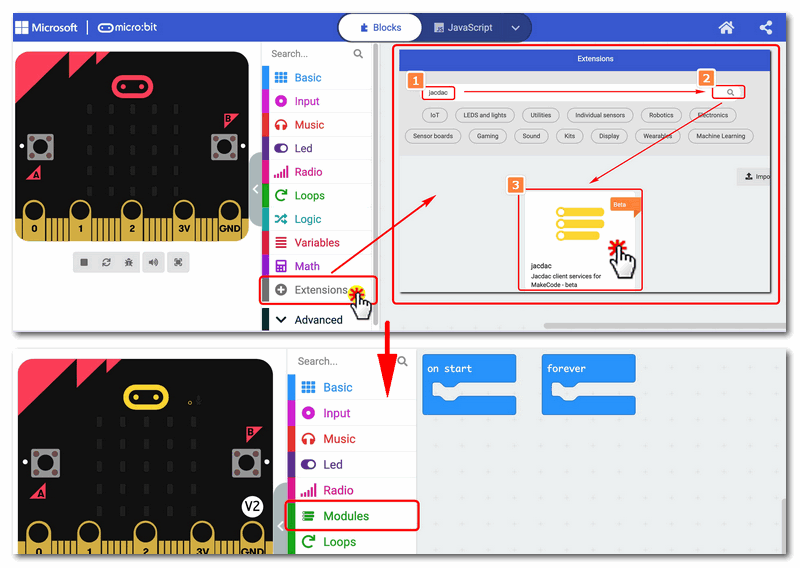 Microsoft
micro:bit
Blocks
JavaScript
Search...
Basic
Input
Music
Led
Radio
Loops
Logic
Variables
Math
Extensions
Advanced
A
B
0
1
2
3V
GND
Extensions
1
jacdac
2
IoT
LEDS and lights
Utilities
Individual sensors
Robotics
Electronics
Sensor boards
Gaming
Sound
Kits
Display
Wearables
Machine Learning
Impo
3
Beta
jacdac
Jacdac client services for
MakeCode - beta
B
A
V2
0
1
2
3V
GND
Search...
Basic
Input
Music
Led
Radio
Modules
Loops
on start
forever